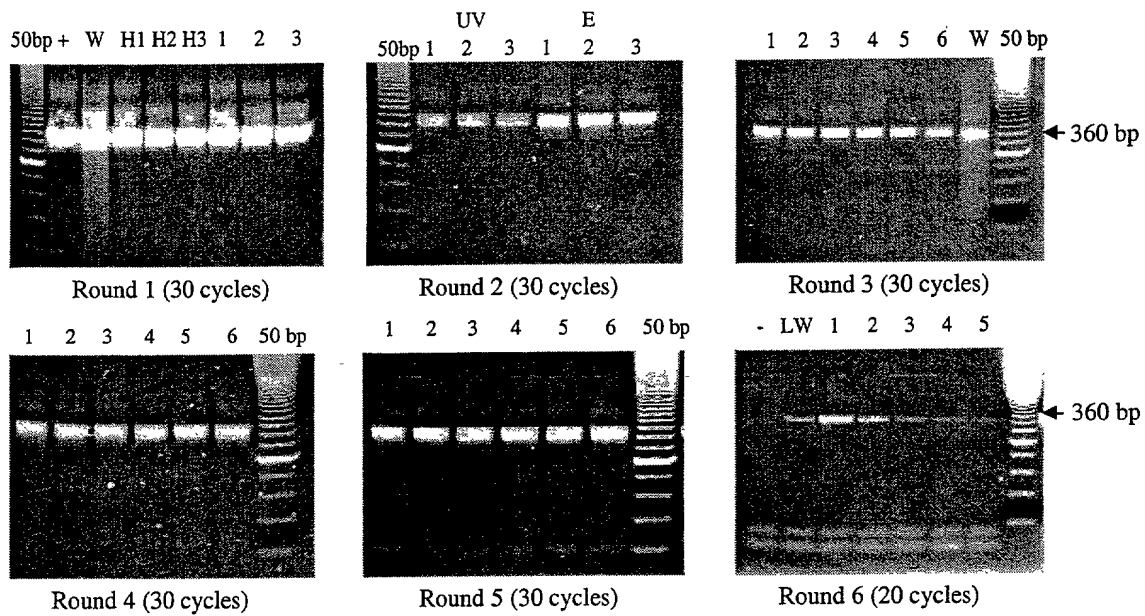 50bp + W H1 H2 H3 1 2 3
Round 1 (30 cycles)
UV E
50bp 1 2 3 1 2 3
Round 2 (30 cycles)
1 2 3 4 5 6 W 50 bp
360 bp
Round 3 (30 cycles)
1 2 3 4 5 6 50 bp
Round 4 (30 cycles)
1 2 3 4 5 6 50 bp
Round 5 (30 cycles)
- LW 1 2 3 4 5
360 bp
Round 6 (20 cycles)